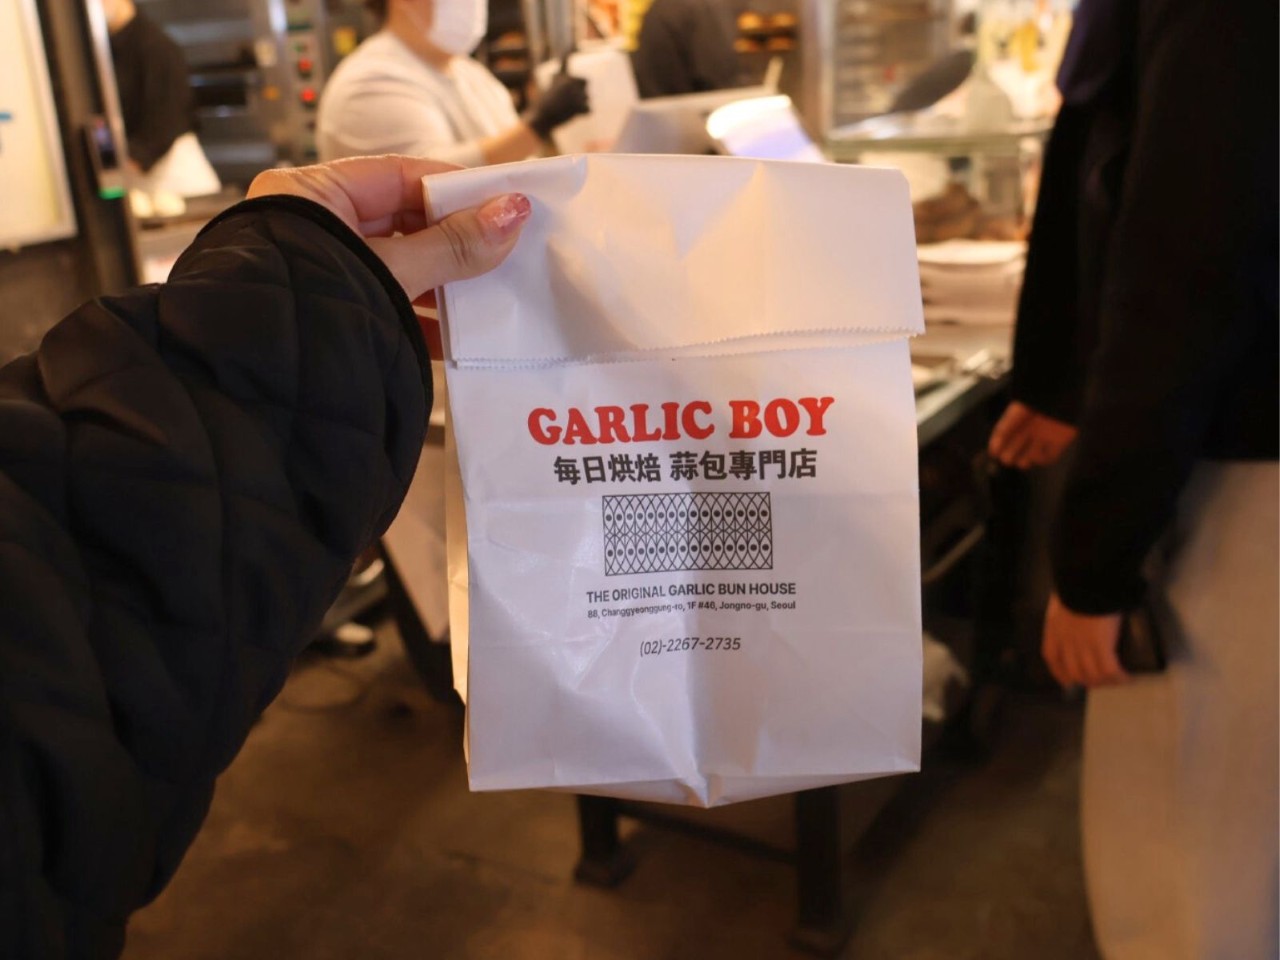 GARLIC BOY
每日烘焙 蒜包專門店
THE ORIGINAL GARLIC BUN HOUSE
88, Changgyeonggung-ro, 1F #46, Jongno-gu, Seoul
(02)-2267-2735